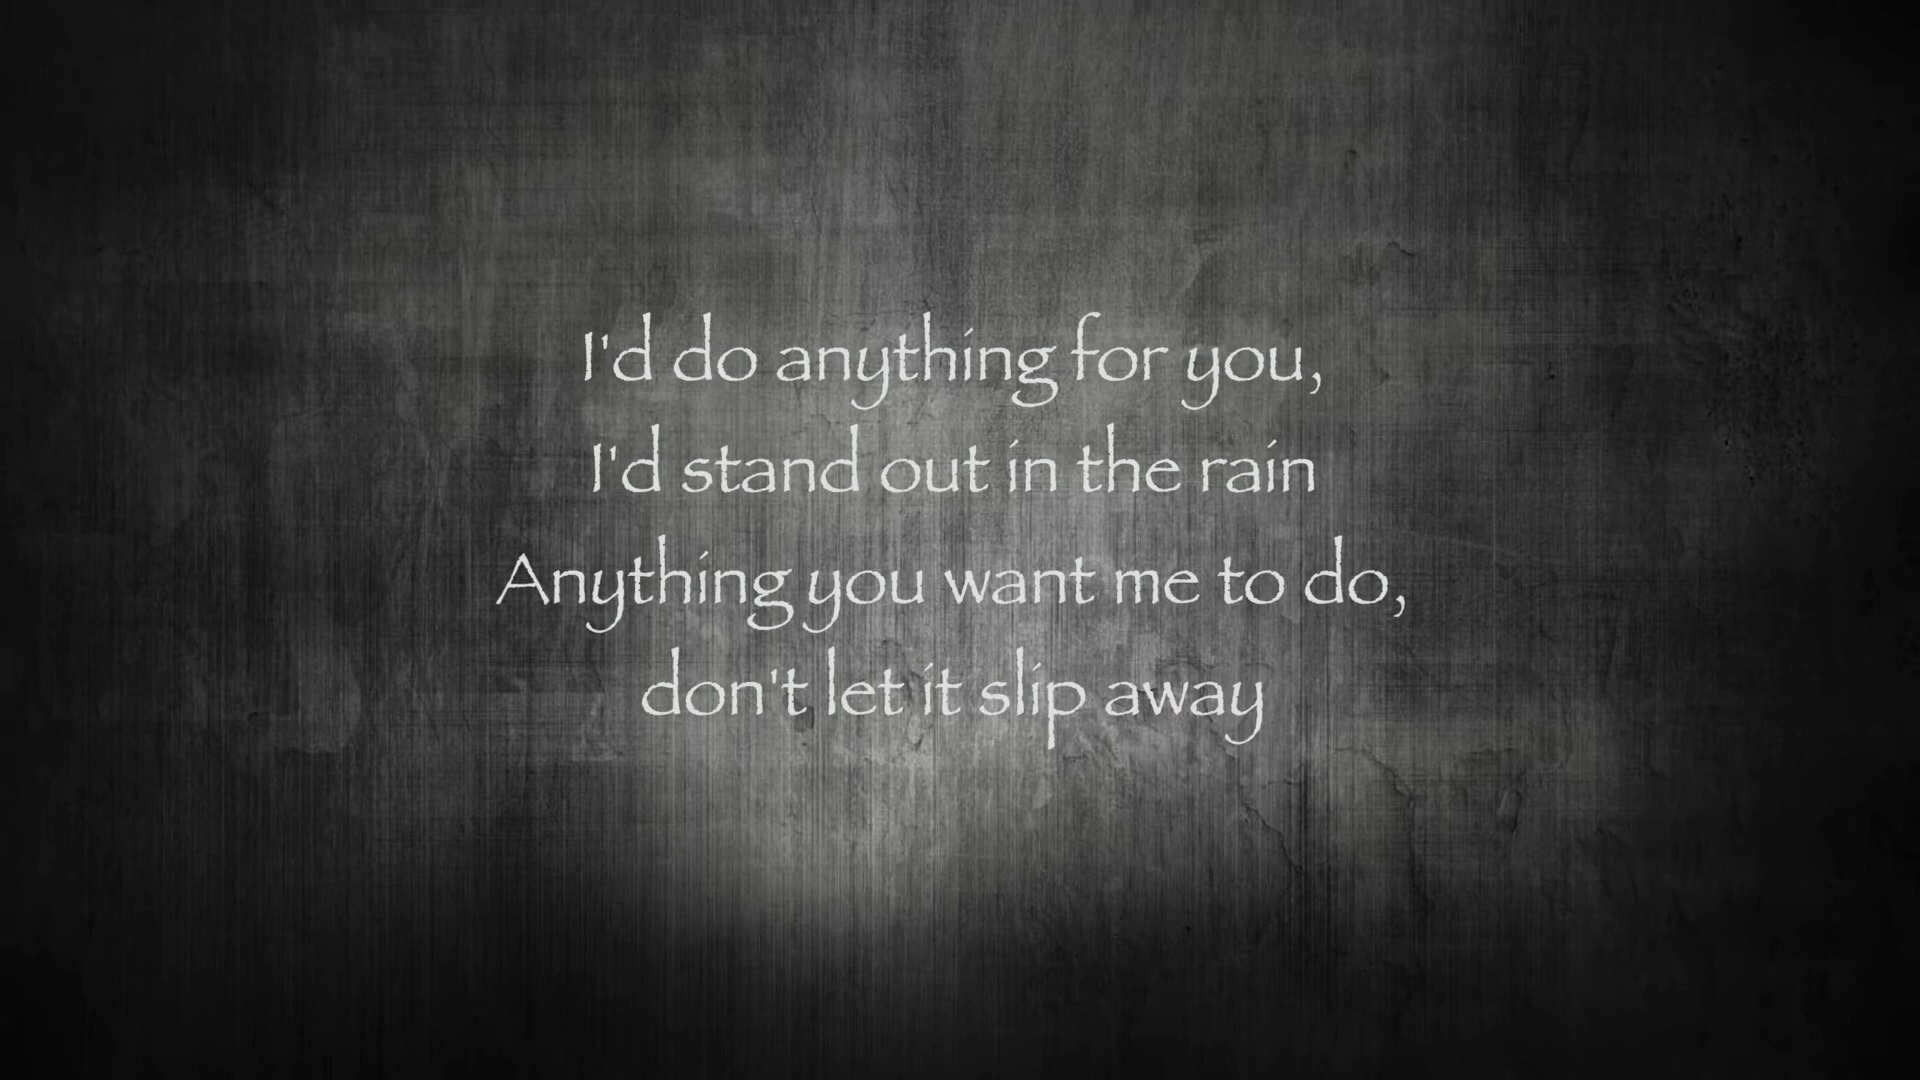 I'd do anything for you,
I'd stand out in the rain
Anything you want me to do,
don't let it slip away